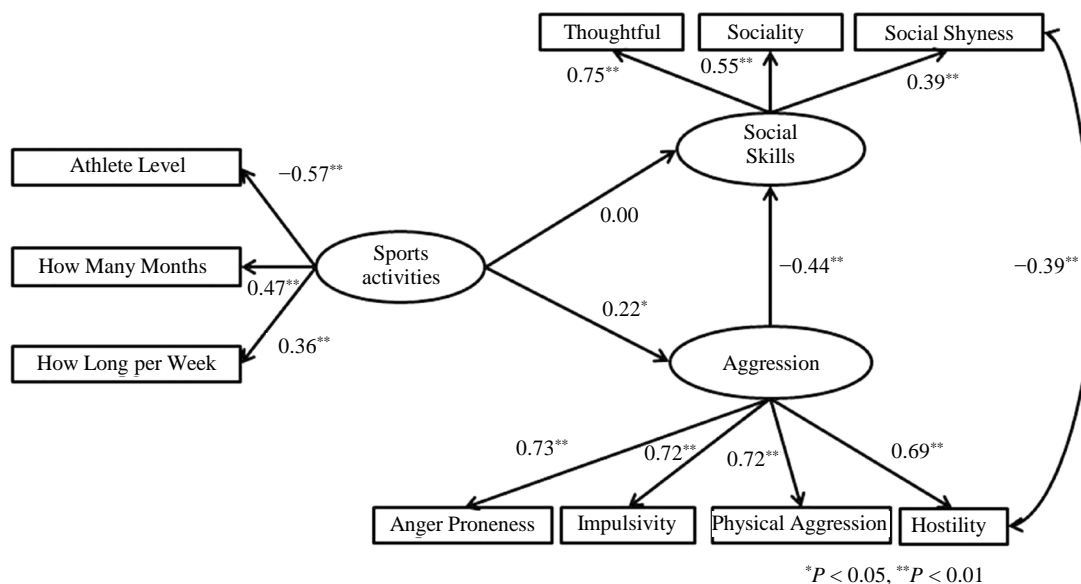 Thoughtful
Sociality
Social Shyness
0.75**
0.55**
0.39**
Social
Skills
Athlete Level
−0.57**
0.00
Sports
activities
How Many Months
0.47**
−0.44**
−0.39**
0.22*
0.36**
How Long per Week
Aggression
0.73**
0.72**
0.72**
0.69**
Anger Proneness
Impulsivity
Physical Aggression
Hostility
*P < 0.05, **P < 0.01